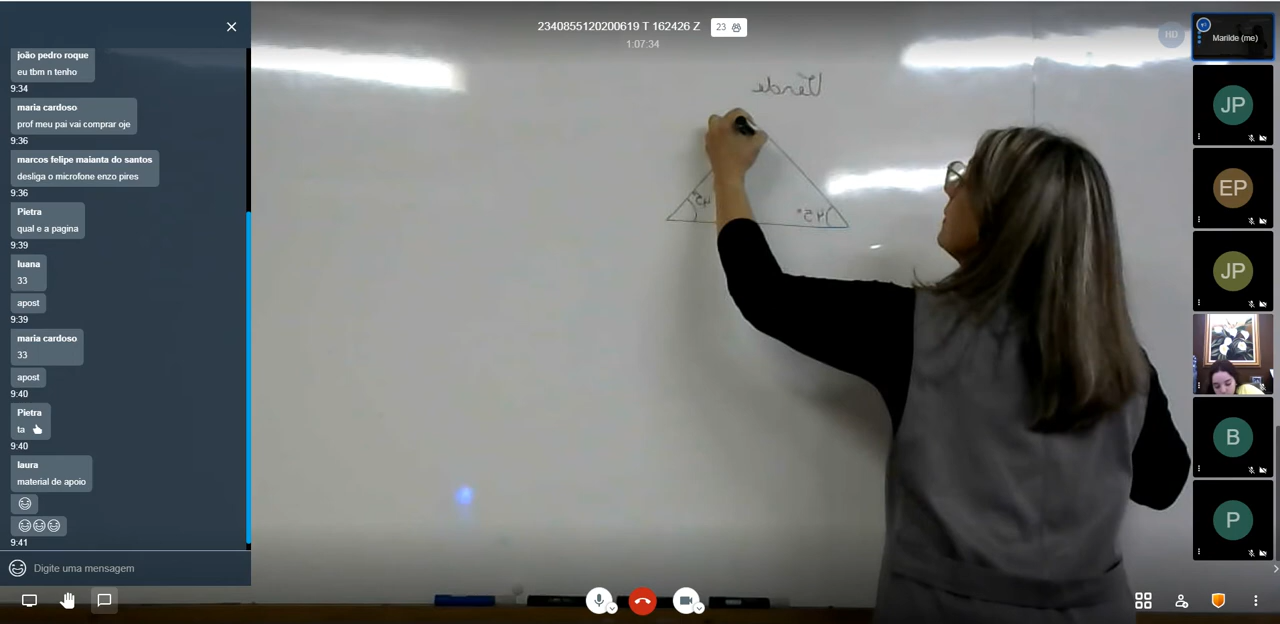 2340855120200619 T 162426 Z
23
1:07:34
joão pedro roque
eu tbm n tenho
9:34
maria cardoso
prof meu pai vai comprar oje
9:36
marcos felipe maianta do santos
desliga o microfone enzo pires
9:36
Pietra
qual e a pagina
9:39
luana
33
apost
9:39
maria cardoso
33
apost
9:40
Pietra
ta
9:40
laura
material de apoio
9:41
Digite uma mensagem
Verde
45°
45°
HD
Marilde (me)
JP
EP
JP
B
P